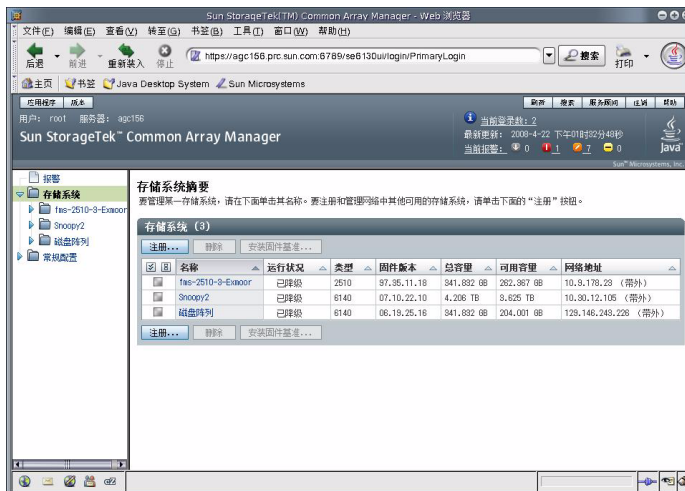 Sun StorageTek(TM) Common Array Manager - Web 浏览器
文件(F) 编辑(E) 查看(V) 转至(G) 书签(B) 工具(T) 窗口(W) 帮助(H)
后退 前进 重新装入 停止 https://agc156.prc.sun.com:6789/se6130ui/login/PrimaryLogin 搜索 打印
主页 书签 Java Desktop System Sun Microsystems
应用程序 版本 刷新 搜索 服务顾问 注销 帮助
用户: root 服务器: agc156 当前登录数: 2
Sun StorageTek™ Common Array Manager 最新更新: 2008-4-22 下午01时32分48秒
当前报警: 0 1 7 0 Java
Sun™ Microsystems, Inc.
报警
存储系统
fms-2510-3-Exmoor
Snoopy2
磁盘阵列
常规配置
存储系统摘要
要管理某一存储系统，请在下面单击其名称。要注册和管理网络中其他可用的存储系统，请单击下面的“注册”按钮。
存储系统 (3)
注册... 删除 安装固件基准...
名称 运行状况 类型 固件版本 总容量 可用容量 网络地址
fms-2510-3-Exmoor 已降级 2510 97.35.11.18 341.832 GB 262.367 GB 10.9.178.23 （带外）
Snoopy2 已降级 6140 07.10.22.10 4.206 TB 3.625 TB 10.30.12.105 （带外）
磁盘阵列 已降级 6140 06.19.25.16 341.832 GB 204.001 GB 129.146.243.226 （带外）
注册... 删除 安装固件基准...